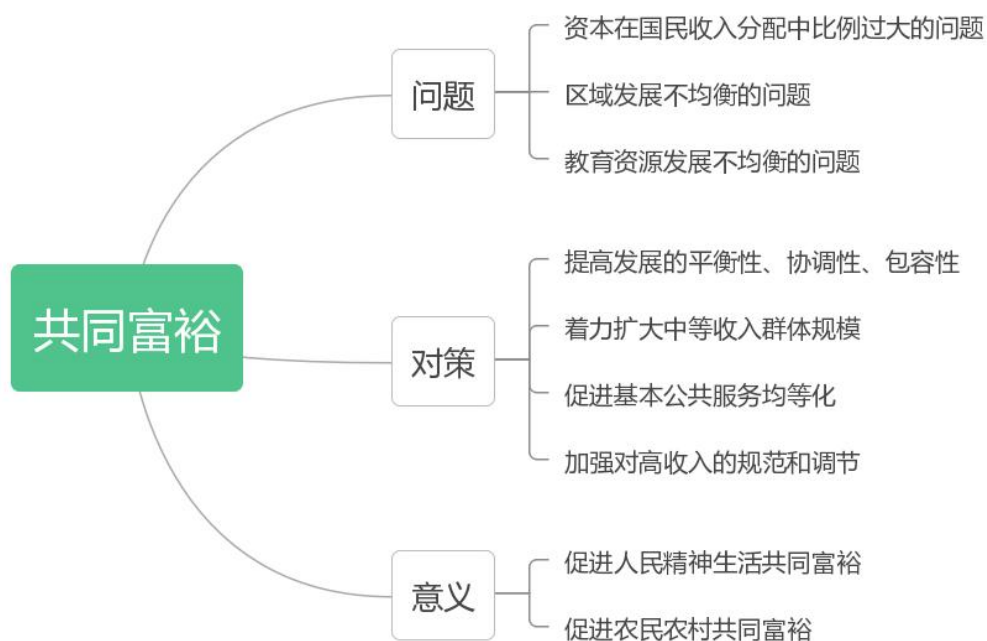 共同富裕
问题
资本在国民收入分配中比例过大的问题
区域发展不均衡的问题
教育资源发展不均衡的问题
对策
提高发展的平衡性、协调性、包容性
着力扩大中等收入群体规模
促进基本公共服务均等化
加强对高收入的规范和调节
意义
促进人民精神生活共同富裕
促进农民农村共同富裕